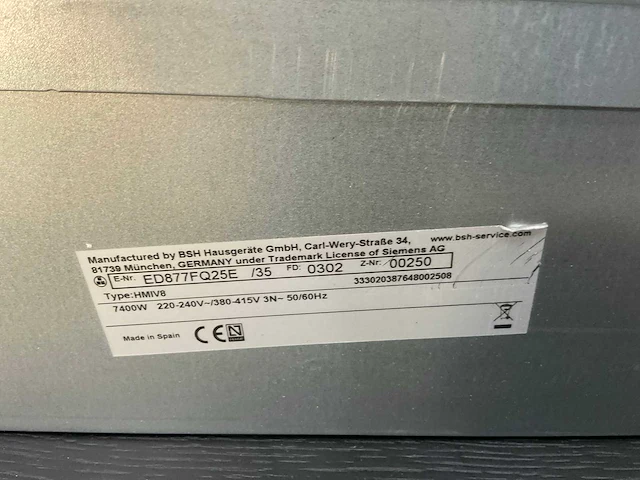 Manufactured by BSH Hausgeräte GmbH, Carl-Wery-Straße 34, www.bsh-service.com
81739 München, GERMANY under Trademark License of Siemens AG
E-Nr. ED877FQ25E /35 FD: 0302 Z-Nr: 00250
Type:HMIV8 333020387648002508
7400W 220-240V~/380-415V 3N~ 50/60Hz
Made in Spain CE